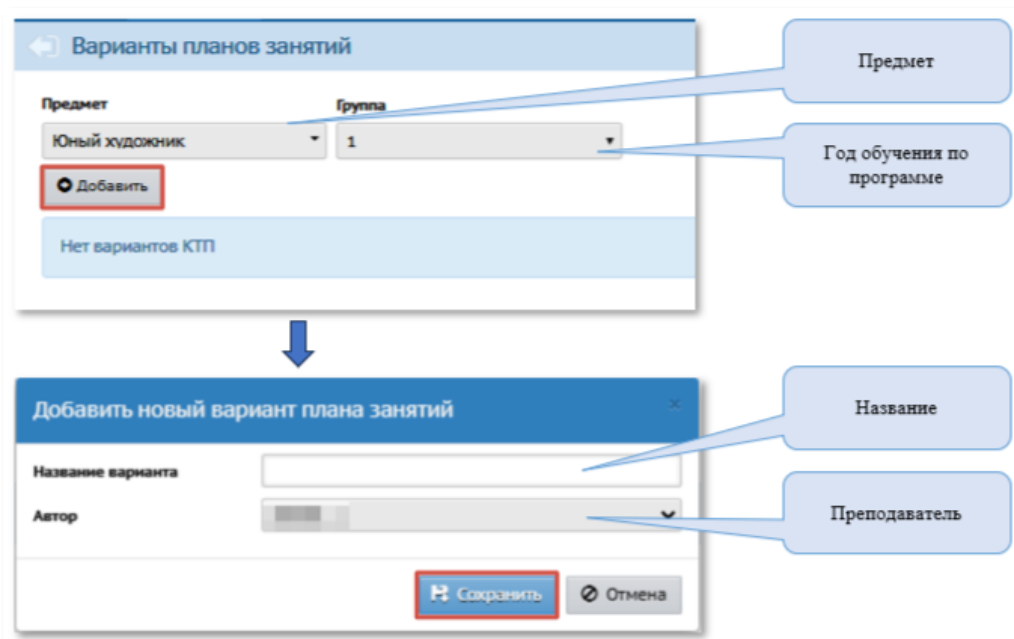 Варианты планов занятий
Предмет
Предмет Группа
Юный художник 1
Год обучения по
программе
Добавить
Нет вариантов КТП
Добавить новый вариант плана занятий ×
Название
Название варианта
Автор
Преподаватель
Сохранить Отмена